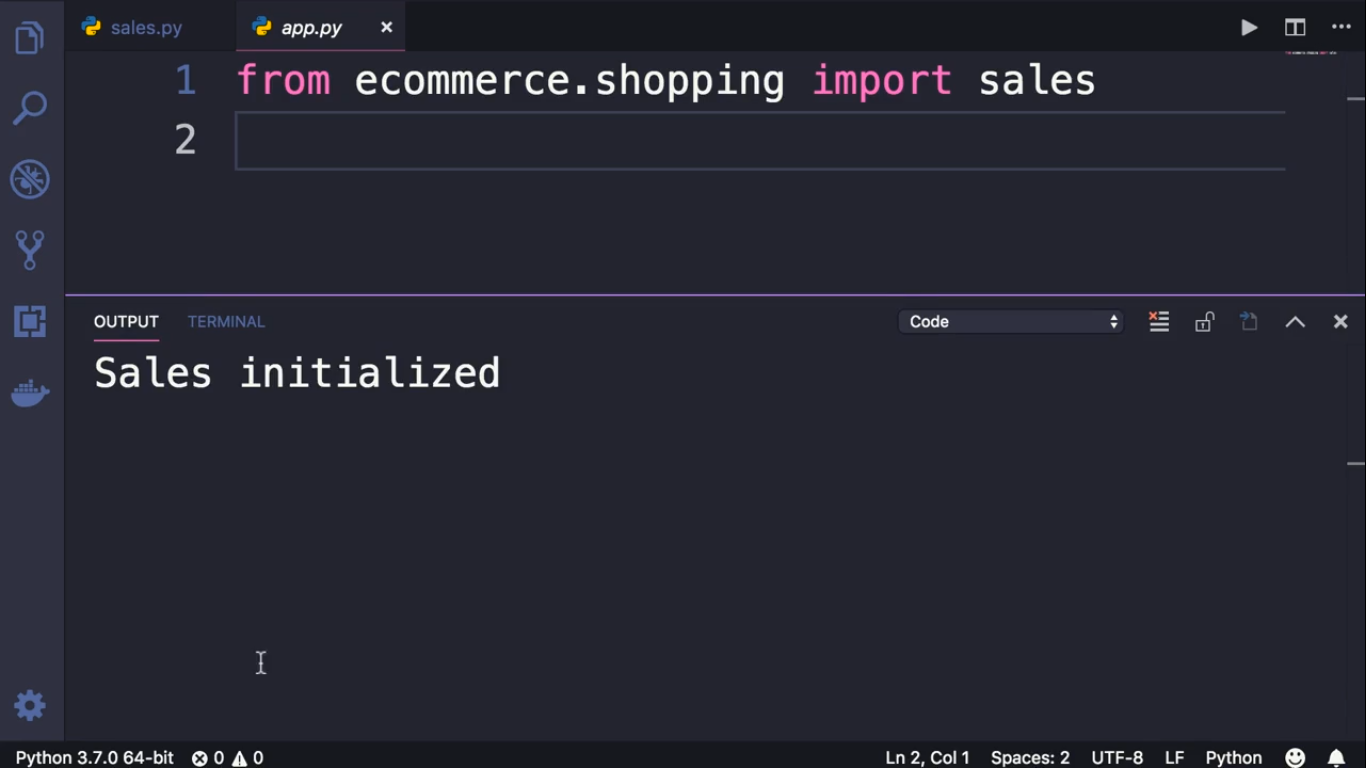 sales.py
app.py
1 from ecommerce.shopping import sales
2
OUTPUT TERMINAL Code
Sales initialized
Python 3.7.0 64-bit 0 0 Ln 2, Col 1 Spaces: 2 UTF-8 LF Python